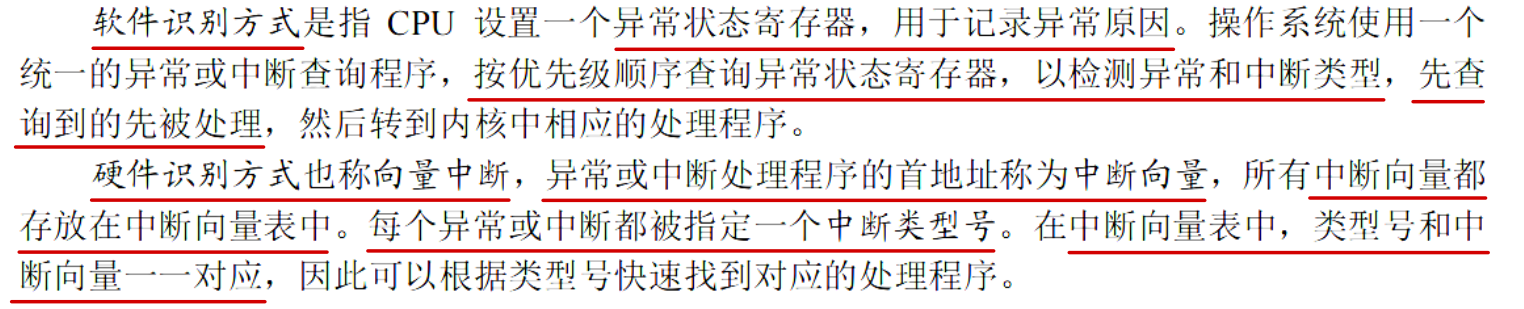 软件识别方式是指 CPU 设置一个异常状态寄存器，用于记录异常原因。操作系统使用一个
统一的异常或中断查询程序，按优先级顺序查询异常状态寄存器，以检测异常和中断类型，先查
询到的先被处理，然后转到内核中相应的处理程序。
硬件识别方式也称向量中断，异常或中断处理程序的首地址称为中断向量，所有中断向量都
存放在中断向量表中。每个异常或中断都被指定一个中断类型号。在中断向量表中，类型号和中
断向量一一对应，因此可以根据类型号快速找到对应的处理程序。